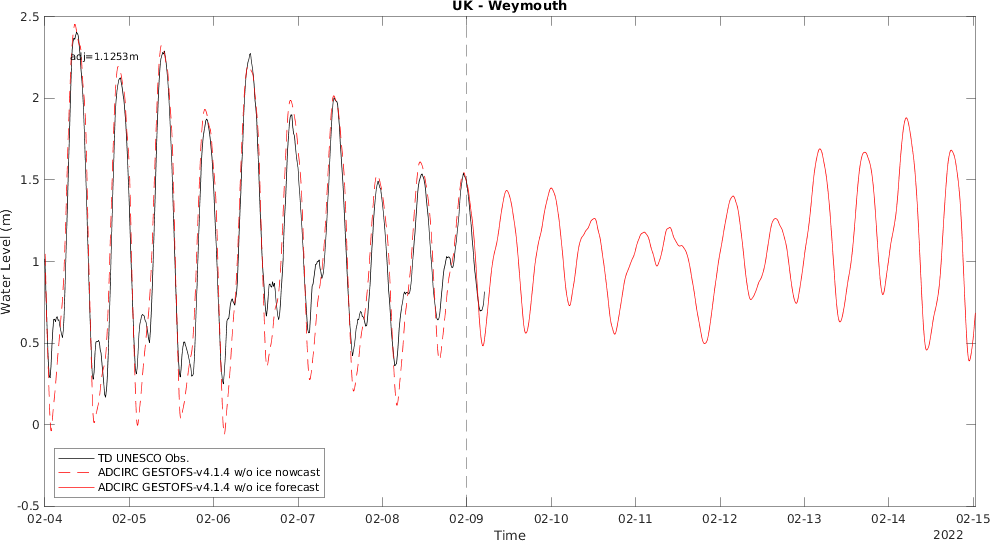 UK - Weymouth
2.5
adj=1.1253m
2
1.5
1
0.5
0
-0.5
Water Level (m)
TD UNESCO Obs.
ADCIRC GESTOFS-v4.1.4 w/o ice nowcast
ADCIRC GESTOFS-v4.1.4 w/o ice forecast
02-04 02-05 02-06 02-07 02-08 02-09 02-10 02-11 02-12 02-13 02-14 02-15
Time
2022